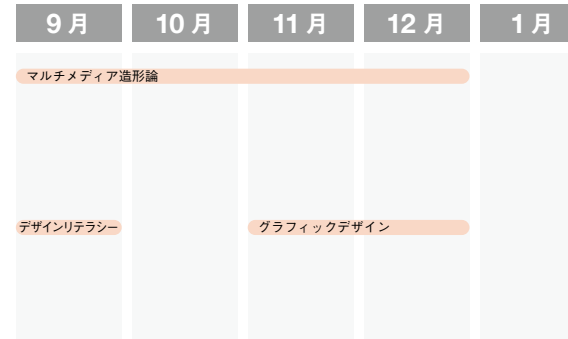 9月 10月 11月 12月 1月
マルチメディア造形論
デザインリテラシー グラフィックデザイン